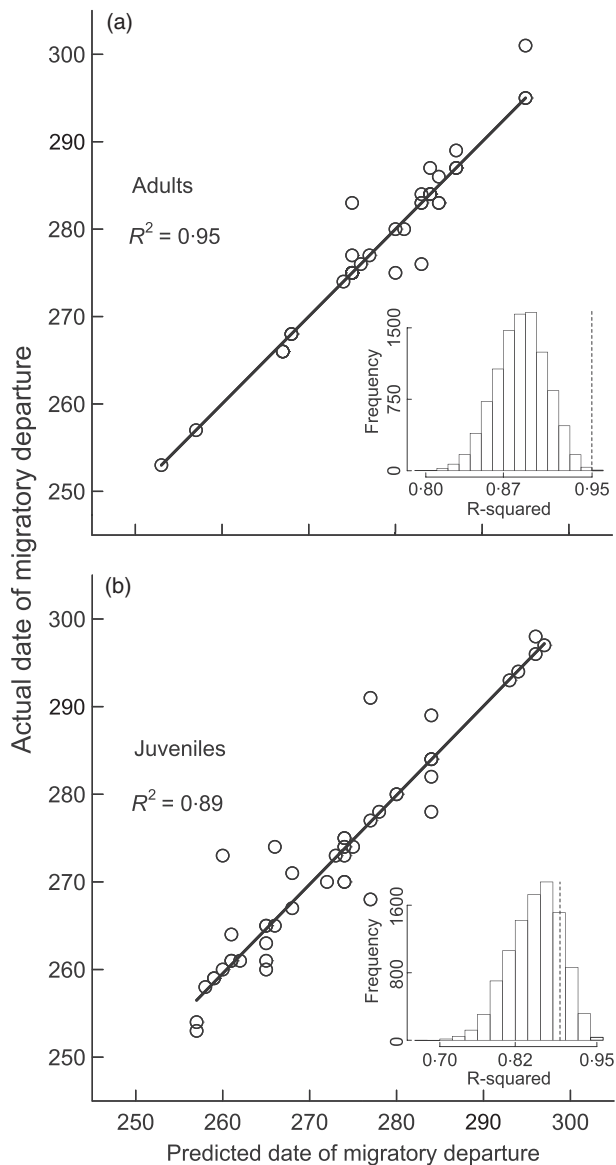 Actual date of migratory departure
(a)
300
290
280
270
260
250
Adults
R² = 0·95
Frequency
1500
750
0
0·80 0·87 0·95
R-squared
(b)
300
290
280
270
260
250
Juveniles
R² = 0·89
Frequency
1600
800
0
0·70 0·82 0·95
R-squared
250 260 270 280 290 300
Predicted date of migratory departure